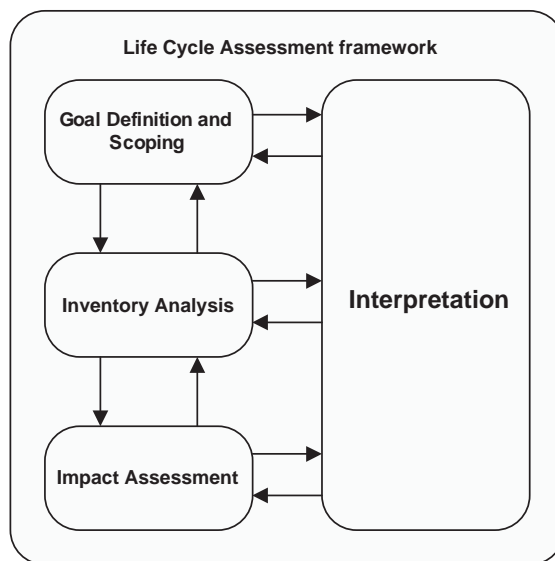 Life Cycle Assessment framework
Goal Definition and
Scoping
Inventory Analysis
Interpretation
Impact Assessment